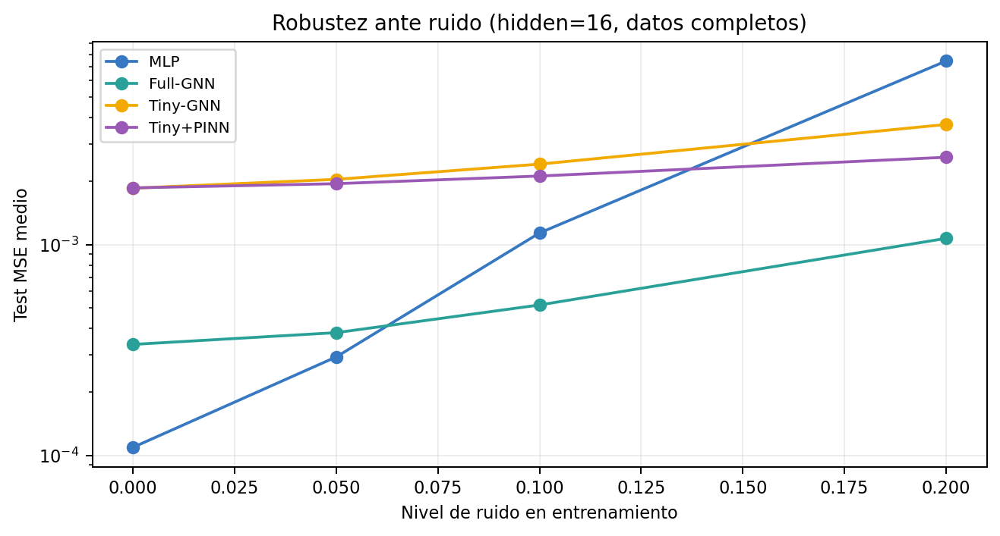 Robustez ante ruido (hidden=16, datos completos)
MLP
Full-GNN
Tiny-GNN
Tiny+PINN
Test MSE medio
10⁻³
10⁻⁴
0.000 0.025 0.050 0.075 0.100 0.125 0.150 0.175 0.200
Nivel de ruido en entrenamiento